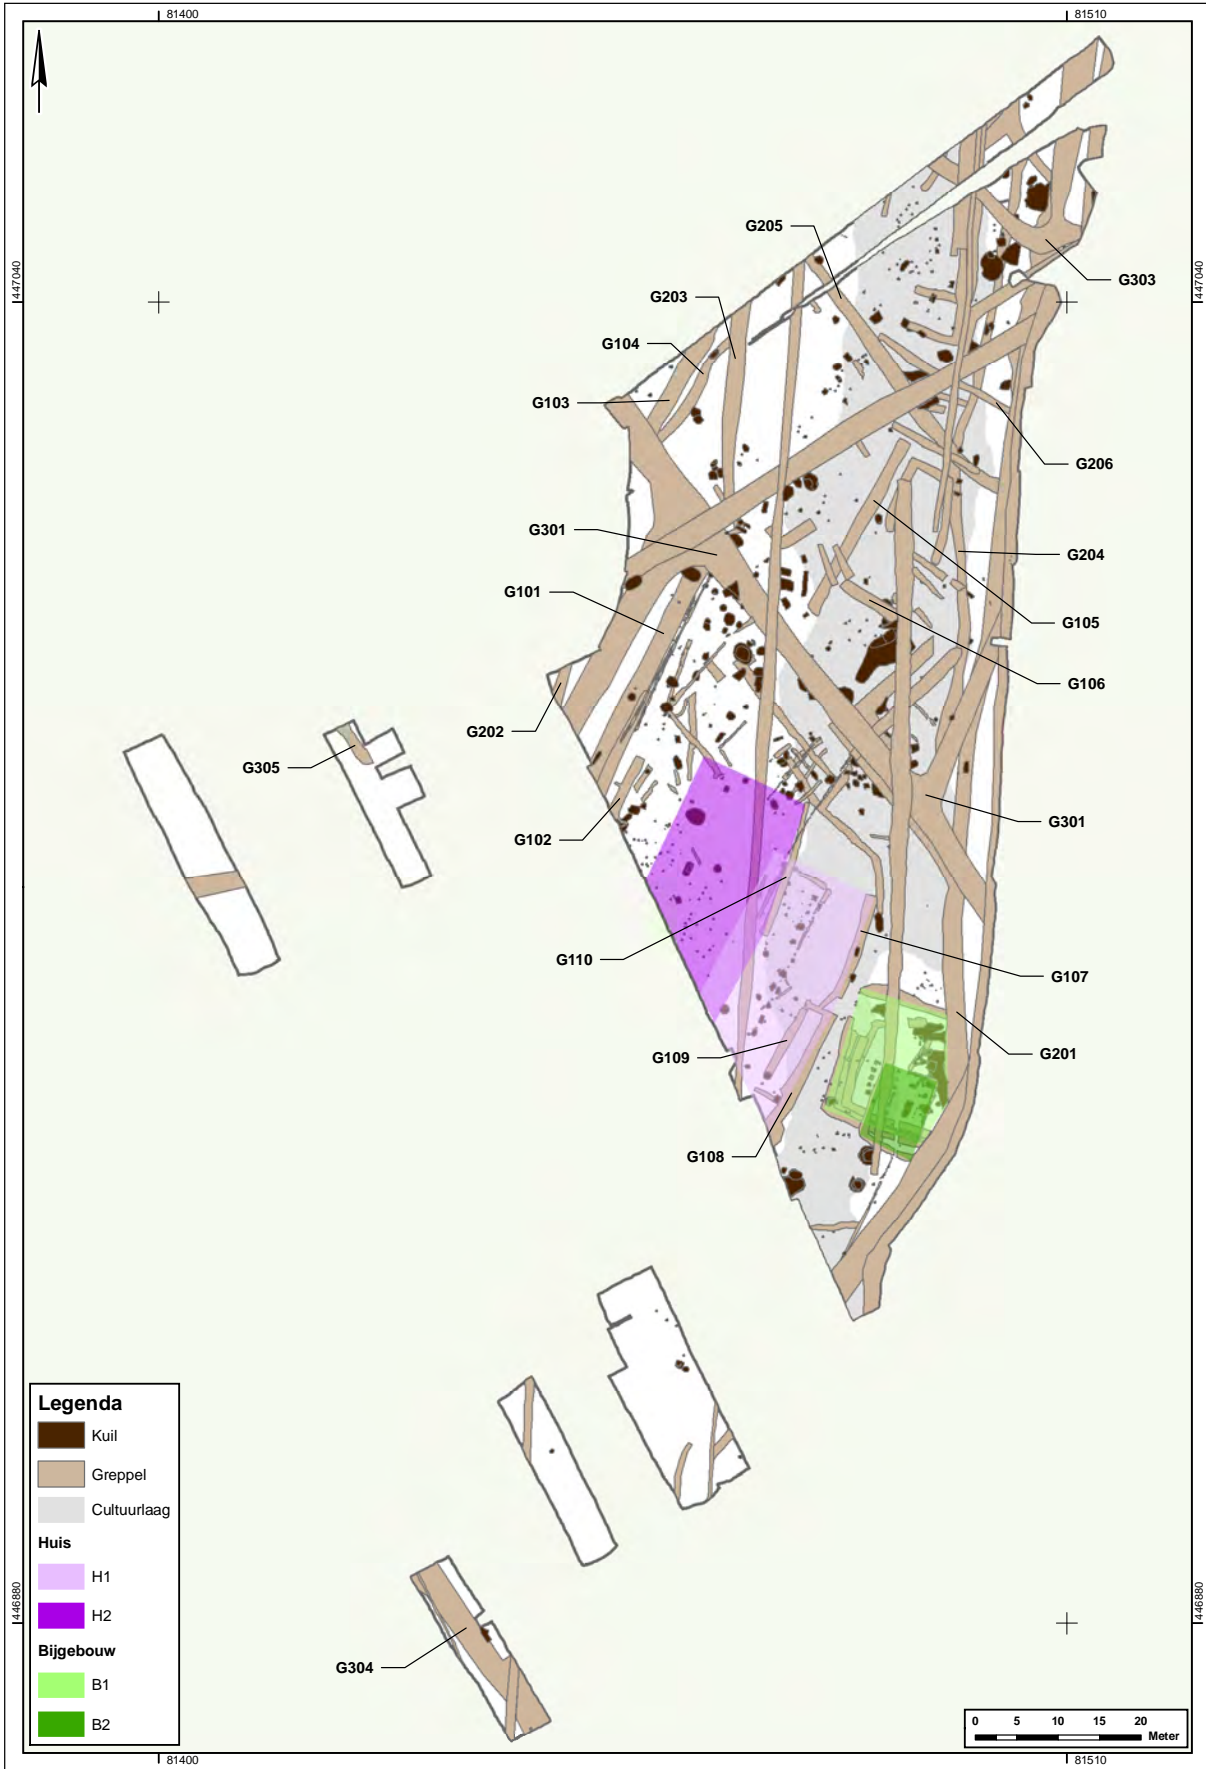 81400
81510
G205
447040
447040
G303
G203
G104
G103
G206
G301
G204
G101
G105
G106
G202
G305
G301
G102
G110
G107
G109
G201
G108
Legenda
Kuil
Greppel
Cultuurlaag
Huis
H1
H2
446880
446880
Bijgebouw
B1
B2
G304
0 5 10 15 20
Meter
81400
81510